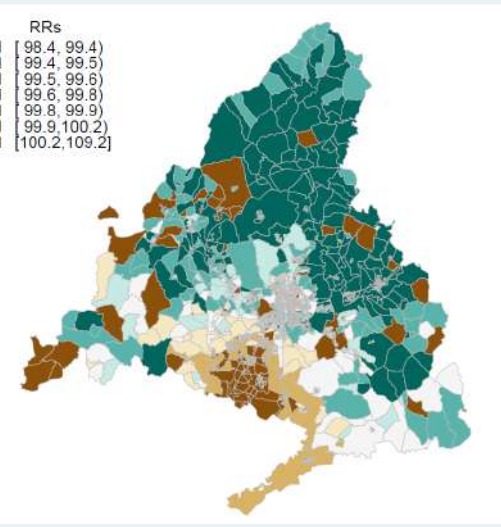 RRs
[ 98.4, 99.4)
[ 99.4, 99.5)
[ 99.5, 99.6)
[ 99.6, 99.8)
[ 99.8, 99.9)
[ 99.9,100.2)
[100.2,109.2]